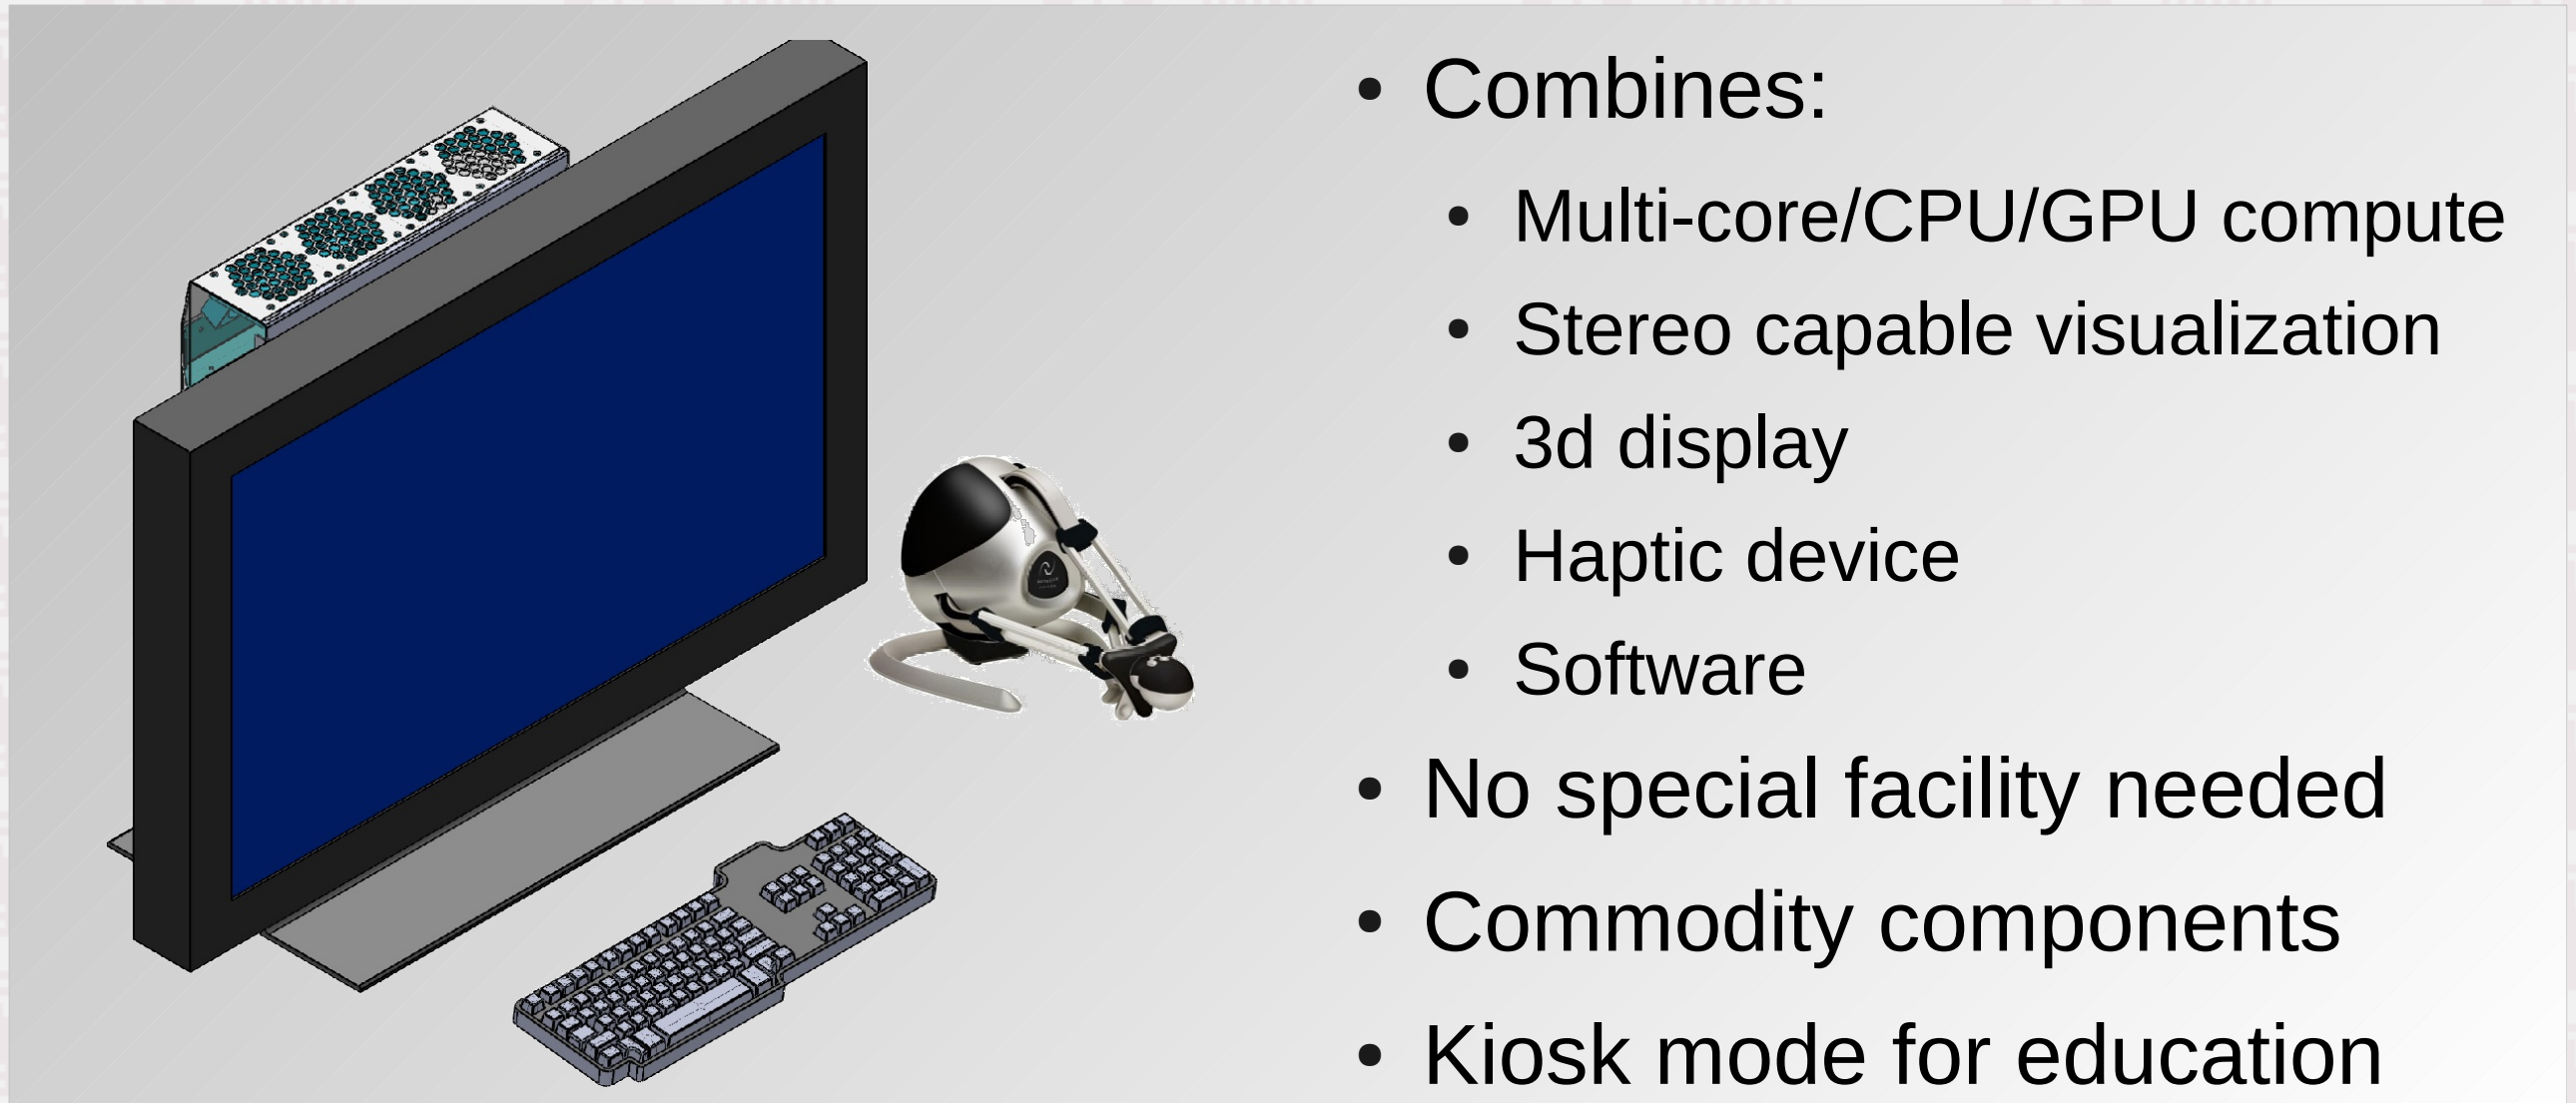 • Combines:
• Multi-core/CPU/GPU compute
• Stereo capable visualization
• 3d display
• Haptic device
• Software
• No special facility needed
• Commodity components
• Kiosk mode for education